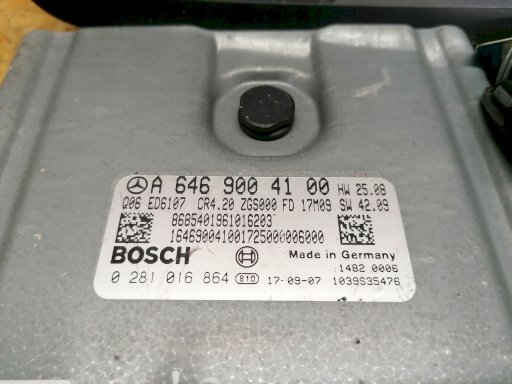 A 646 900 41 00 HW 25.08
Q06 ED6107 CR4.20 ZGS000 FD 17M09 SW 42.09
8685401961016203
164690041001725000006000
BOSCH Made in Germany
1482 0006
0 281 016 864 810 17-09-07 1039S35476